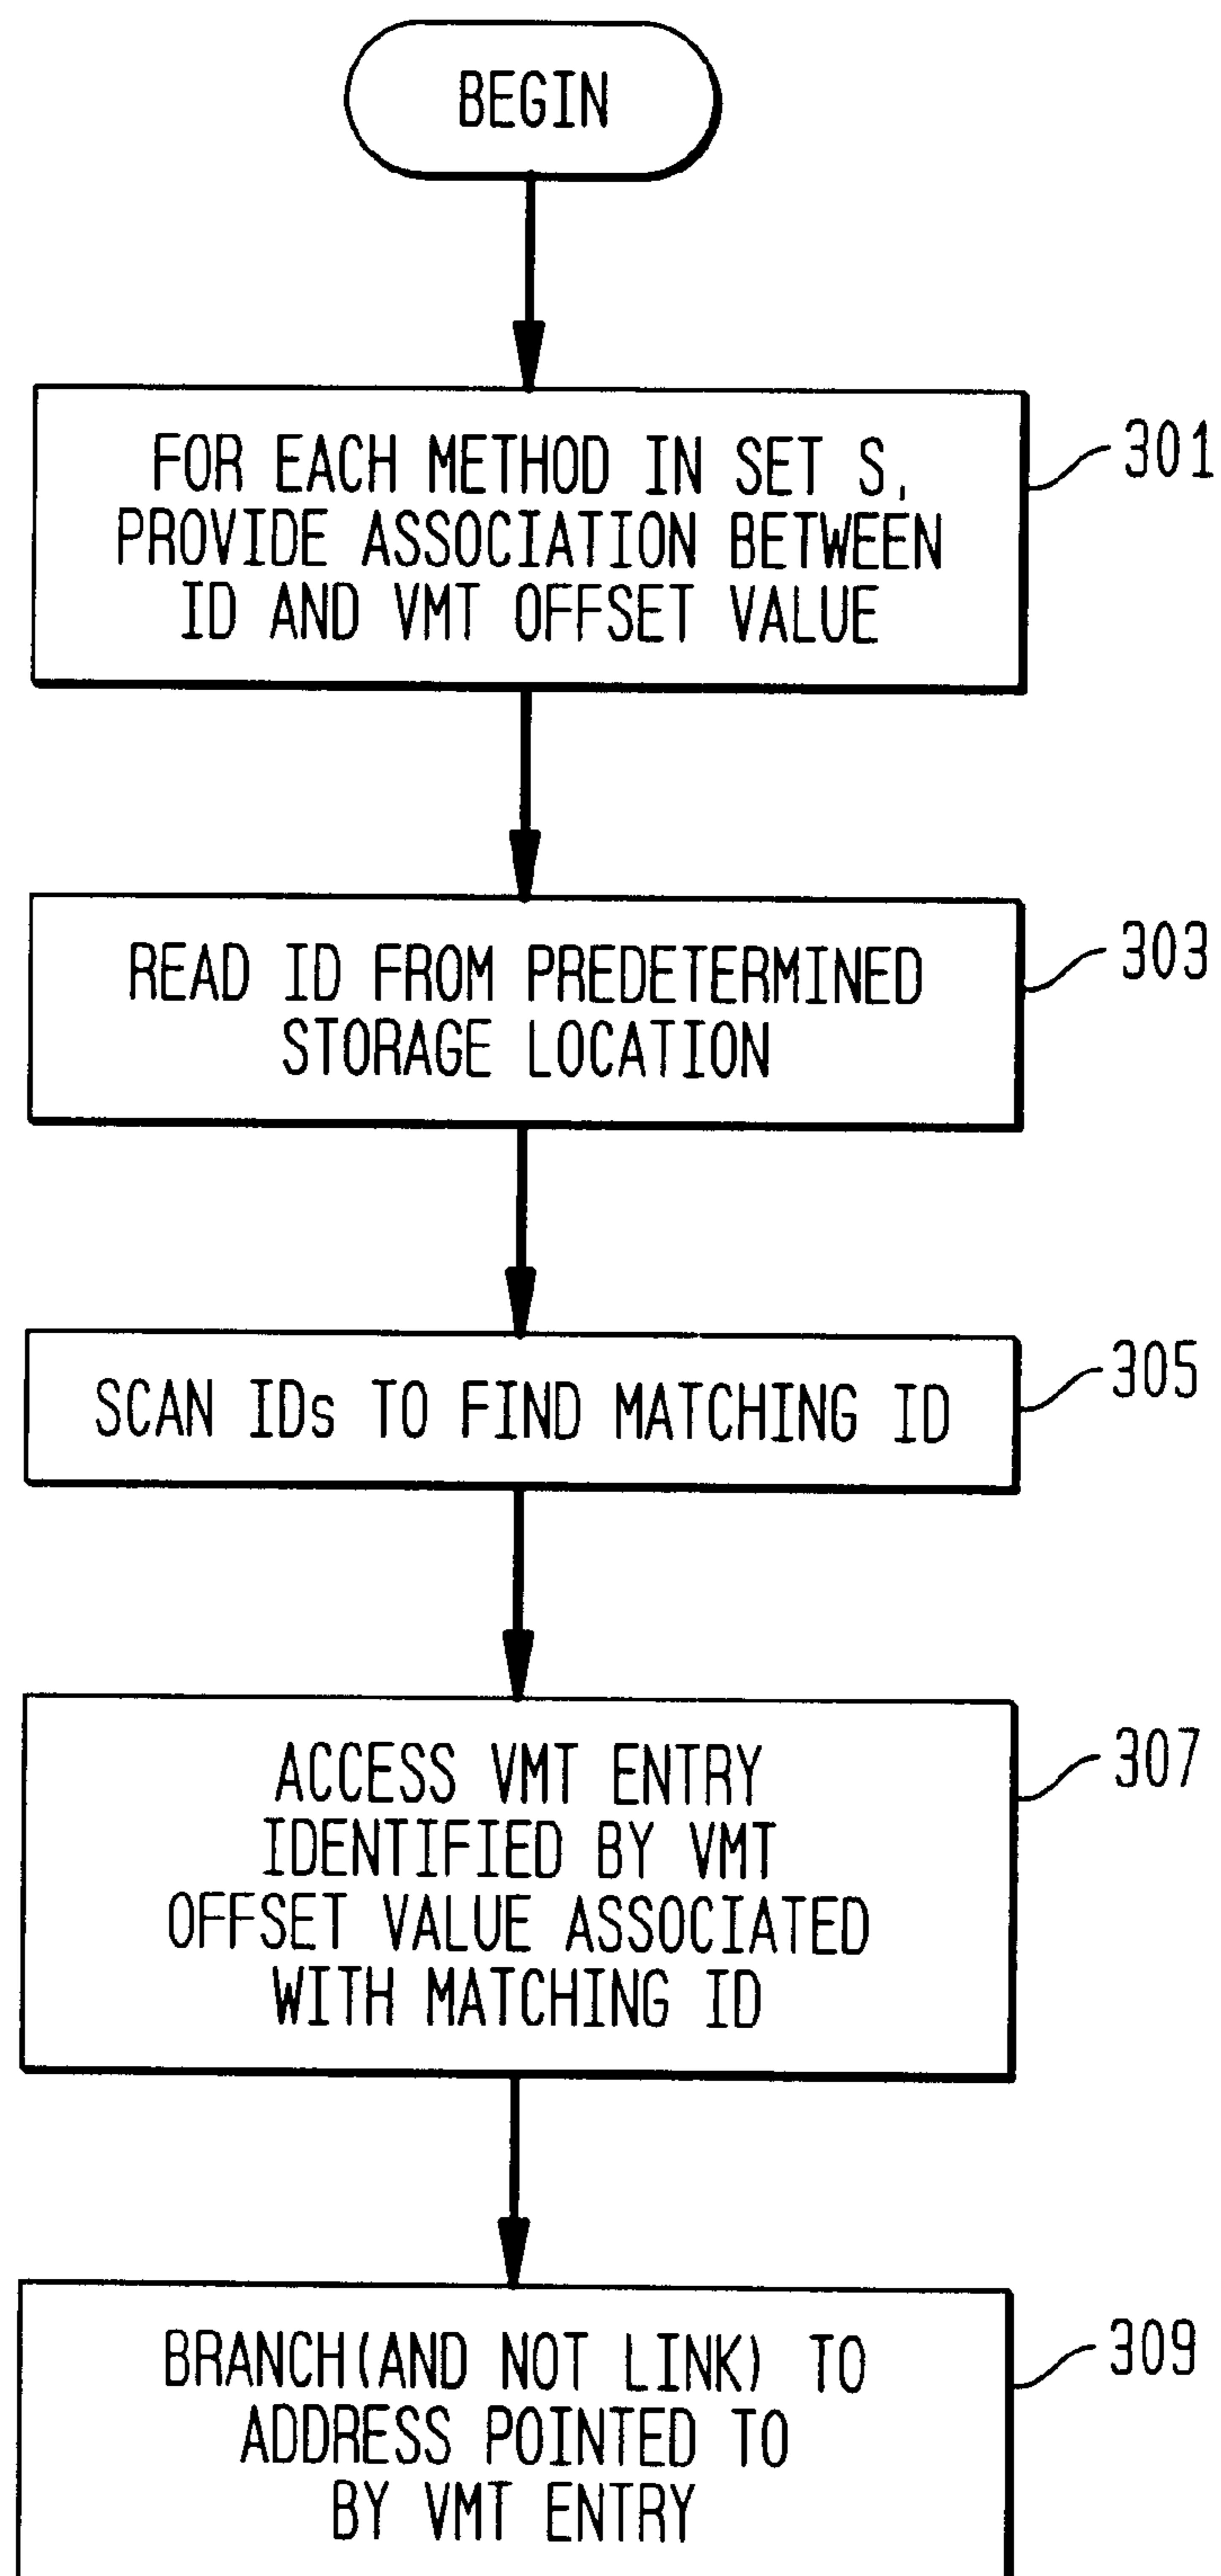 BEGIN
FOR EACH METHOD IN SET S,
PROVIDE ASSOCIATION BETWEEN
ID AND VMT OFFSET VALUE
301
READ ID FROM PREDETERMINED
STORAGE LOCATION
303
SCAN IDs TO FIND MATCHING ID
305
ACCESS VMT ENTRY
IDENTIFIED BY VMT
OFFSET VALUE ASSOCIATED
WITH MATCHING ID
307
BRANCH(AND NOT LINK) TO
ADDRESS POINTED TO
BY VMT ENTRY
309